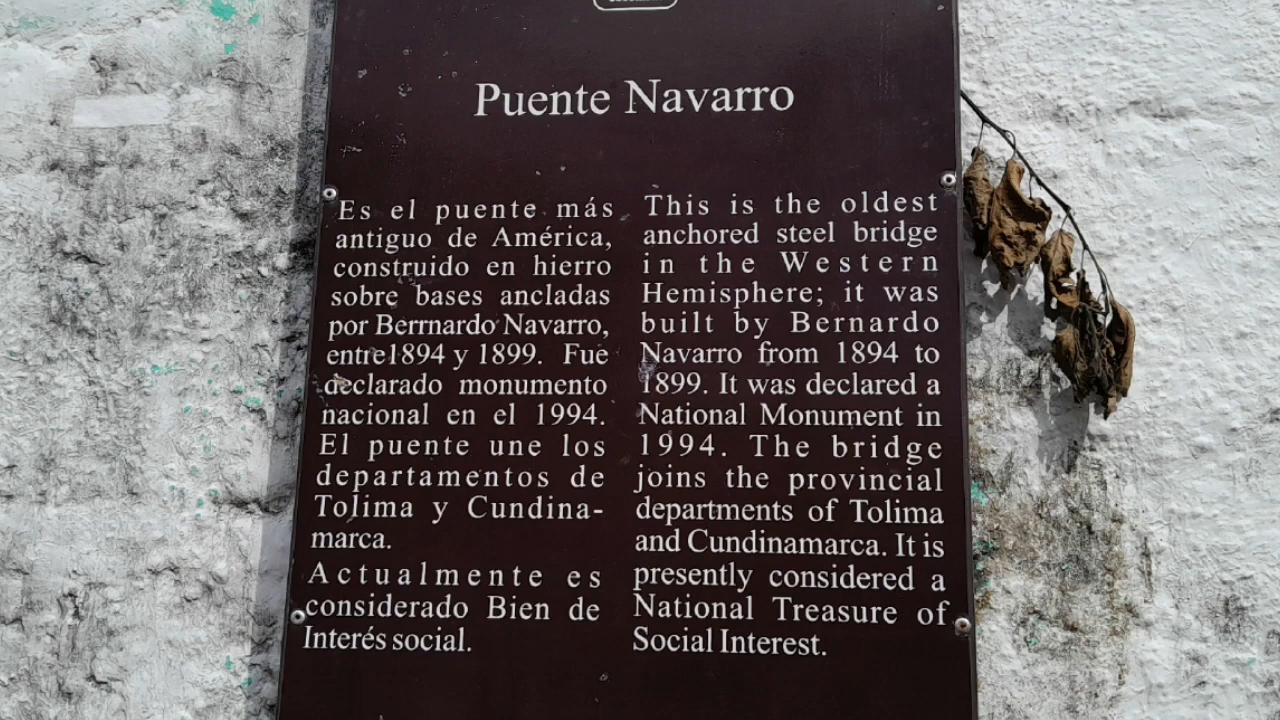 Puente Navarro
Es el puente más
antiguo de América,
construido en hierro
sobre bases ancladas
por Berrnardo Navarro,
entre1894 y 1899. Fue
declarado monumento
nacional en el 1994.
El puente une los
departamentos de
Tolima y Cundina-
marca.
Actualmente es
considerado Bien de
Interés social.
This is the oldest
anchored steel bridge
in the Western
Hemisphere; it was
built by Bernardo
Navarro from 1894 to
1899. It was declared a
National Monument in
1994. The bridge
joins the provincial
departments of Tolima
and Cundinamarca. It is
presently considered a
National Treasure of
Social Interest.